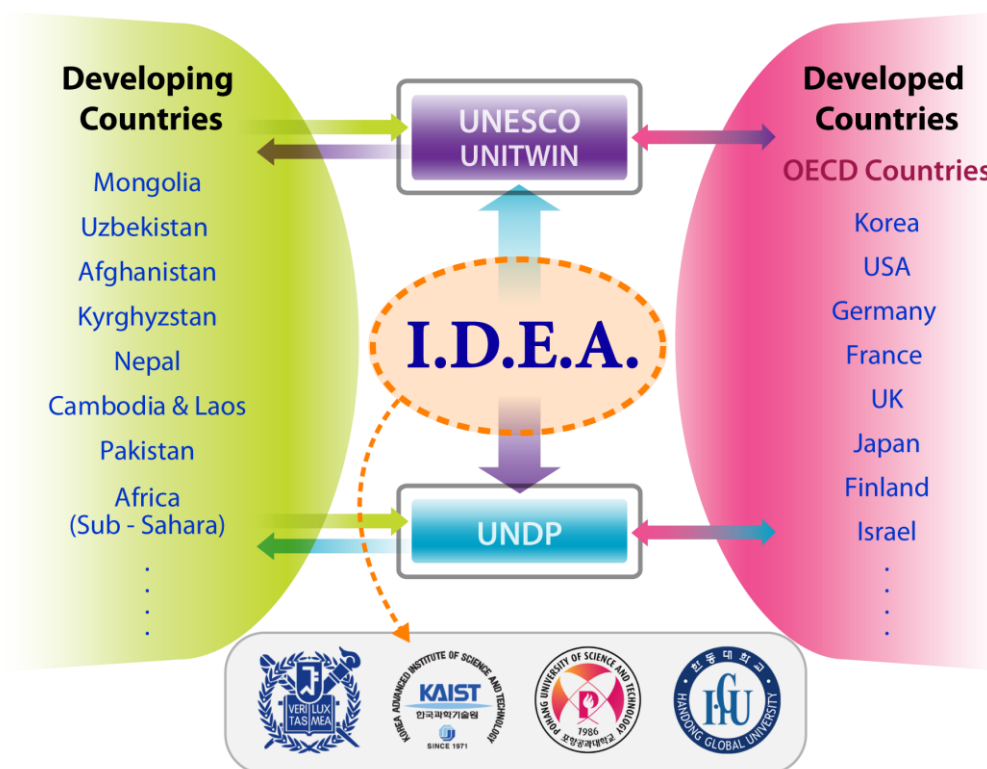 Developing
Countries
Mongolia
Uzbekistan
Afghanistan
Kyrghyzstan
Nepal
Cambodia & Laos
Pakistan
Africa
(Sub - Sahara)
.
.
.
.
UNESCO
UNITWIN
I.D.E.A.
UNDP
Developed
Countries
OECD Countries
Korea
USA
Germany
France
UK
Japan
Finland
Israel
.
.
.
.
VERI LUX
TAS MEA
KOREA ADVANCED INSTITUTE OF SCIENCE AND TECHNOLOGY
KAIST
한국과학기술원
SINCE 1971
POHANG UNIVERSITY OF SCIENCE AND TECHNOLOGY
1986
포항공과대학교
한동대학교
HGU
HANDONG GLOBAL UNIVERSITY